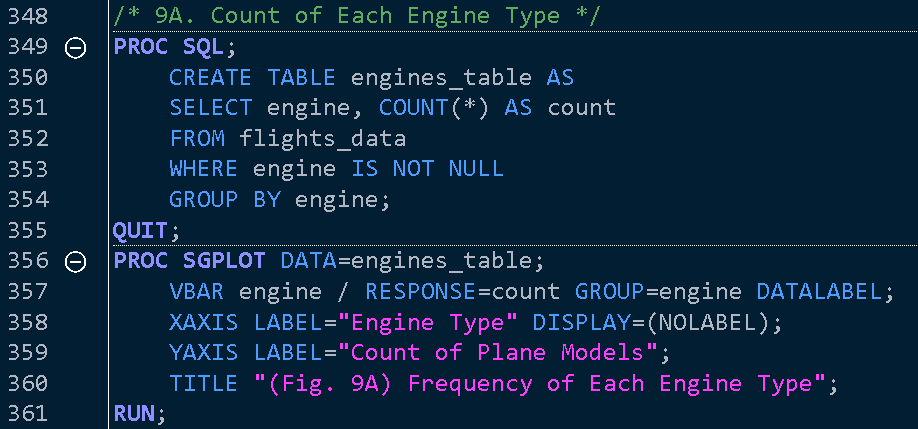 348 /* 9A. Count of Each Engine Type */
349 PROC SQL;
350     CREATE TABLE engines_table AS
351     SELECT engine, COUNT(*) AS count
352     FROM flights_data
353     WHERE engine IS NOT NULL
354     GROUP BY engine;
355 QUIT;
356 PROC SGPLOT DATA=engines_table;
357     VBAR engine / RESPONSE=count GROUP=engine DATALABEL;
358     XAXIS LABEL="Engine Type" DISPLAY=(NOLABEL);
359     YAXIS LABEL="Count of Plane Models";
360     TITLE "(Fig. 9A) Frequency of Each Engine Type";
361 RUN;